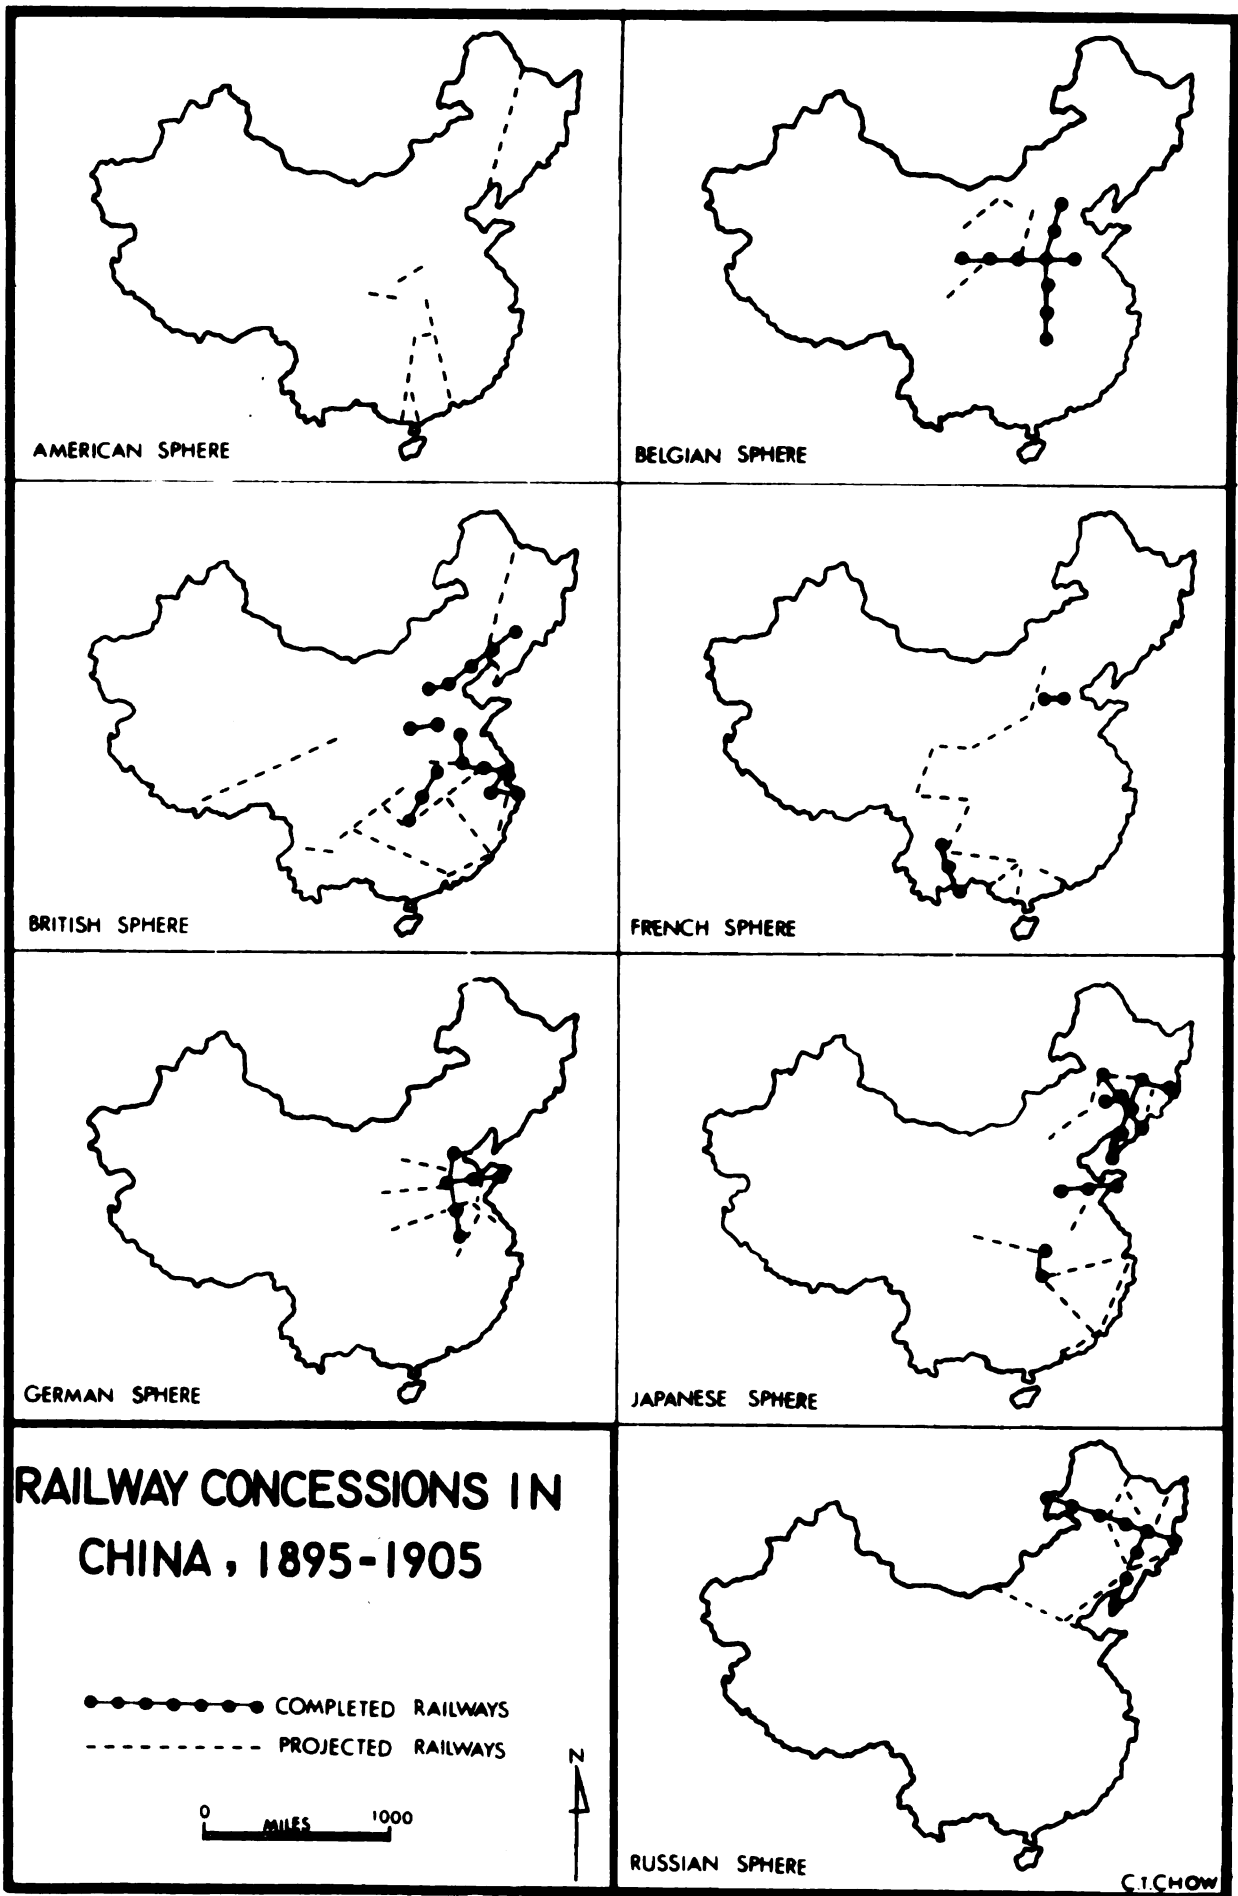 AMERICAN SPHERE
BELGIAN SPHERE
BRITISH SPHERE
FRENCH SPHERE
GERMAN SPHERE
JAPANESE SPHERE
RAILWAY CONCESSIONS IN
CHINA, 1895-1905
COMPLETED RAILWAYS
PROJECTED RAILWAYS
N
0 MILES 1000
RUSSIAN SPHERE
C.T.CHOW